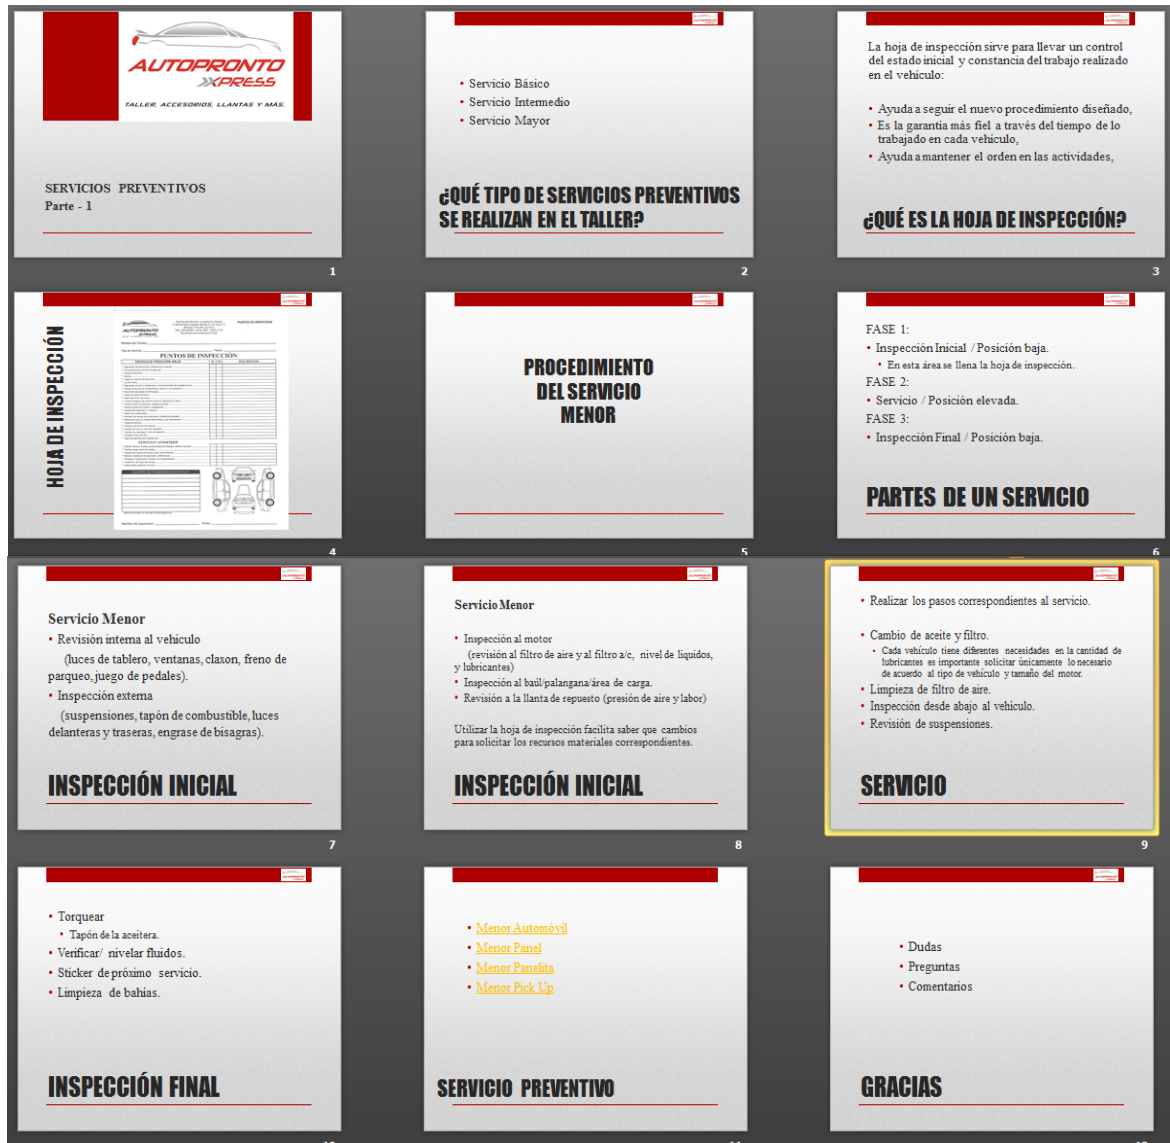 AUTOPRONTO
XPRESS
TALLER, ACCESORIOS, LLANTAS Y MÁS.
SERVICIOS PREVENTIVOS
Parte - 1
1
• Servicio Básico
• Servicio Intermedio
• Servicio Mayor
¿QUÉ TIPO DE SERVICIOS PREVENTIVOS
SE REALIZAN EN EL TALLER?
2
La hoja de inspección sirve para llevar un control
del estado inicial y constancia del trabajo realizado
en el vehiculo:
• Ayuda a seguir el nuevo procedimiento diseñado,
• Es la garantía más fiel a través del tiempo de lo
trabajado en cada vehículo,
• Ayuda a mantener el orden en las actividades,
¿QUÉ ES LA HOJA DE INSPECCIÓN?
3
HOJA DE INSPECCIÓN
PUNTOS DE INSPECCIÓN
4
PROCEDIMIENTO
DEL SERVICIO
MENOR
5
FASE 1:
• Inspección Inicial / Posición baja.
• En esta área se llena la hoja de inspección.
FASE 2:
• Servicio / Posición elevada.
FASE 3:
• Inspección Final / Posición baja.
PARTES DE UN SERVICIO
6
Servicio Menor
• Revisión interna al vehículo
(luces de tablero, ventanas, claxon, freno de
parqueo, juego de pedales).
• Inspección externa
(suspensiones, tapón de combustible, luces
delanteras y traseras, engrase de bisagras).
INSPECCIÓN INICIAL
7
Servicio Menor
• Inspección al motor
(revisión al filtro de aire y al filtro a/c, nivel de liquidos,
y lubricantes)
• Inspección al baúl/palangana/área de carga.
• Revisión a la llanta de repuesto (presión de aire y labor)
Utilizar la hoja de inspección facilita saber que cambios
para solicitar los recursos materiales correspondientes.
INSPECCIÓN INICIAL
8
• Realizar los pasos correspondientes al servicio.
• Cambio de aceite y filtro.
• Cada vehículo tiene diferentes necesidades en la cantidad de
lubricantes es importante solicitar únicamente lo necesario
de acuerdo al tipo de vehículo y tamaño del motor.
• Limpieza de filtro de aire.
• Inspección desde abajo al vehículo.
• Revisión de suspensiones.
SERVICIO
9
• Torquear
• Tapón de la aceitera.
• Verificar/ nivelar fluidos.
• Sticker de próximo servicio.
• Limpieza de bahías.
INSPECCIÓN FINAL
• Menor Automóvil
• Menor Panel
• Menor Panelita
• Menor Pick Up
SERVICIO PREVENTIVO
• Dudas
• Preguntas
• Comentarios
GRACIAS